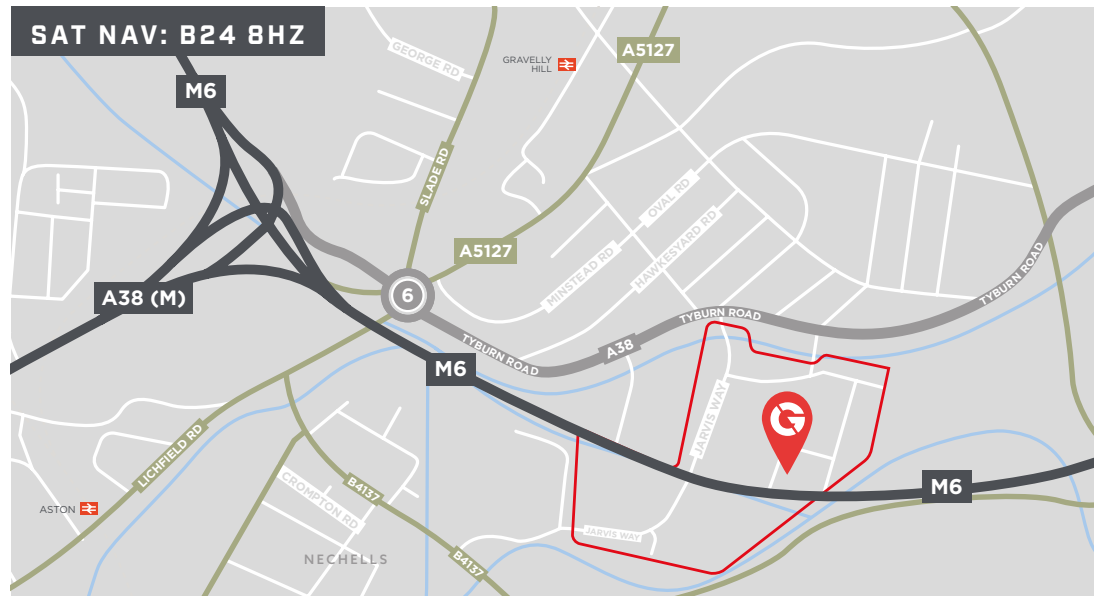 SAT NAV: B24 8HZ
M6
GEORGE RD
GRAVELLY
HILL
A5127
SLADE RD
OVAL RD
A5127
MINSTEAD RD
HAWKESYARD RD
TYBURN ROAD
A38 (M)
6
TYBURN ROAD
TYBURN ROAD
A38
M6
JARVIS WAY
LICHFIELD RD
B4137
CROMPTON RD
M6
ASTON
JARVIS WAY
NECHELLS
B4137